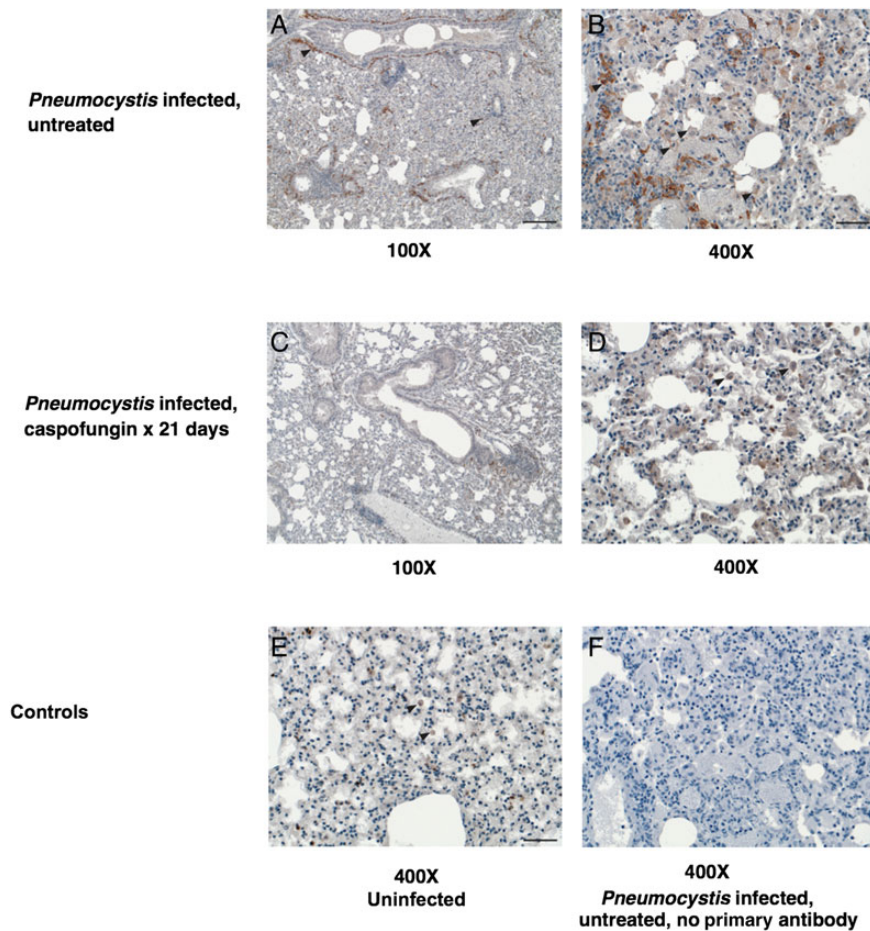 A
B
Pneumocystis infected,
untreated
100X
400X
C
D
Pneumocystis infected,
caspofungin x 21 days
100X
400X
E
F
Controls
400X
Uninfected
400X
Pneumocystis infected,
untreated, no primary antibody